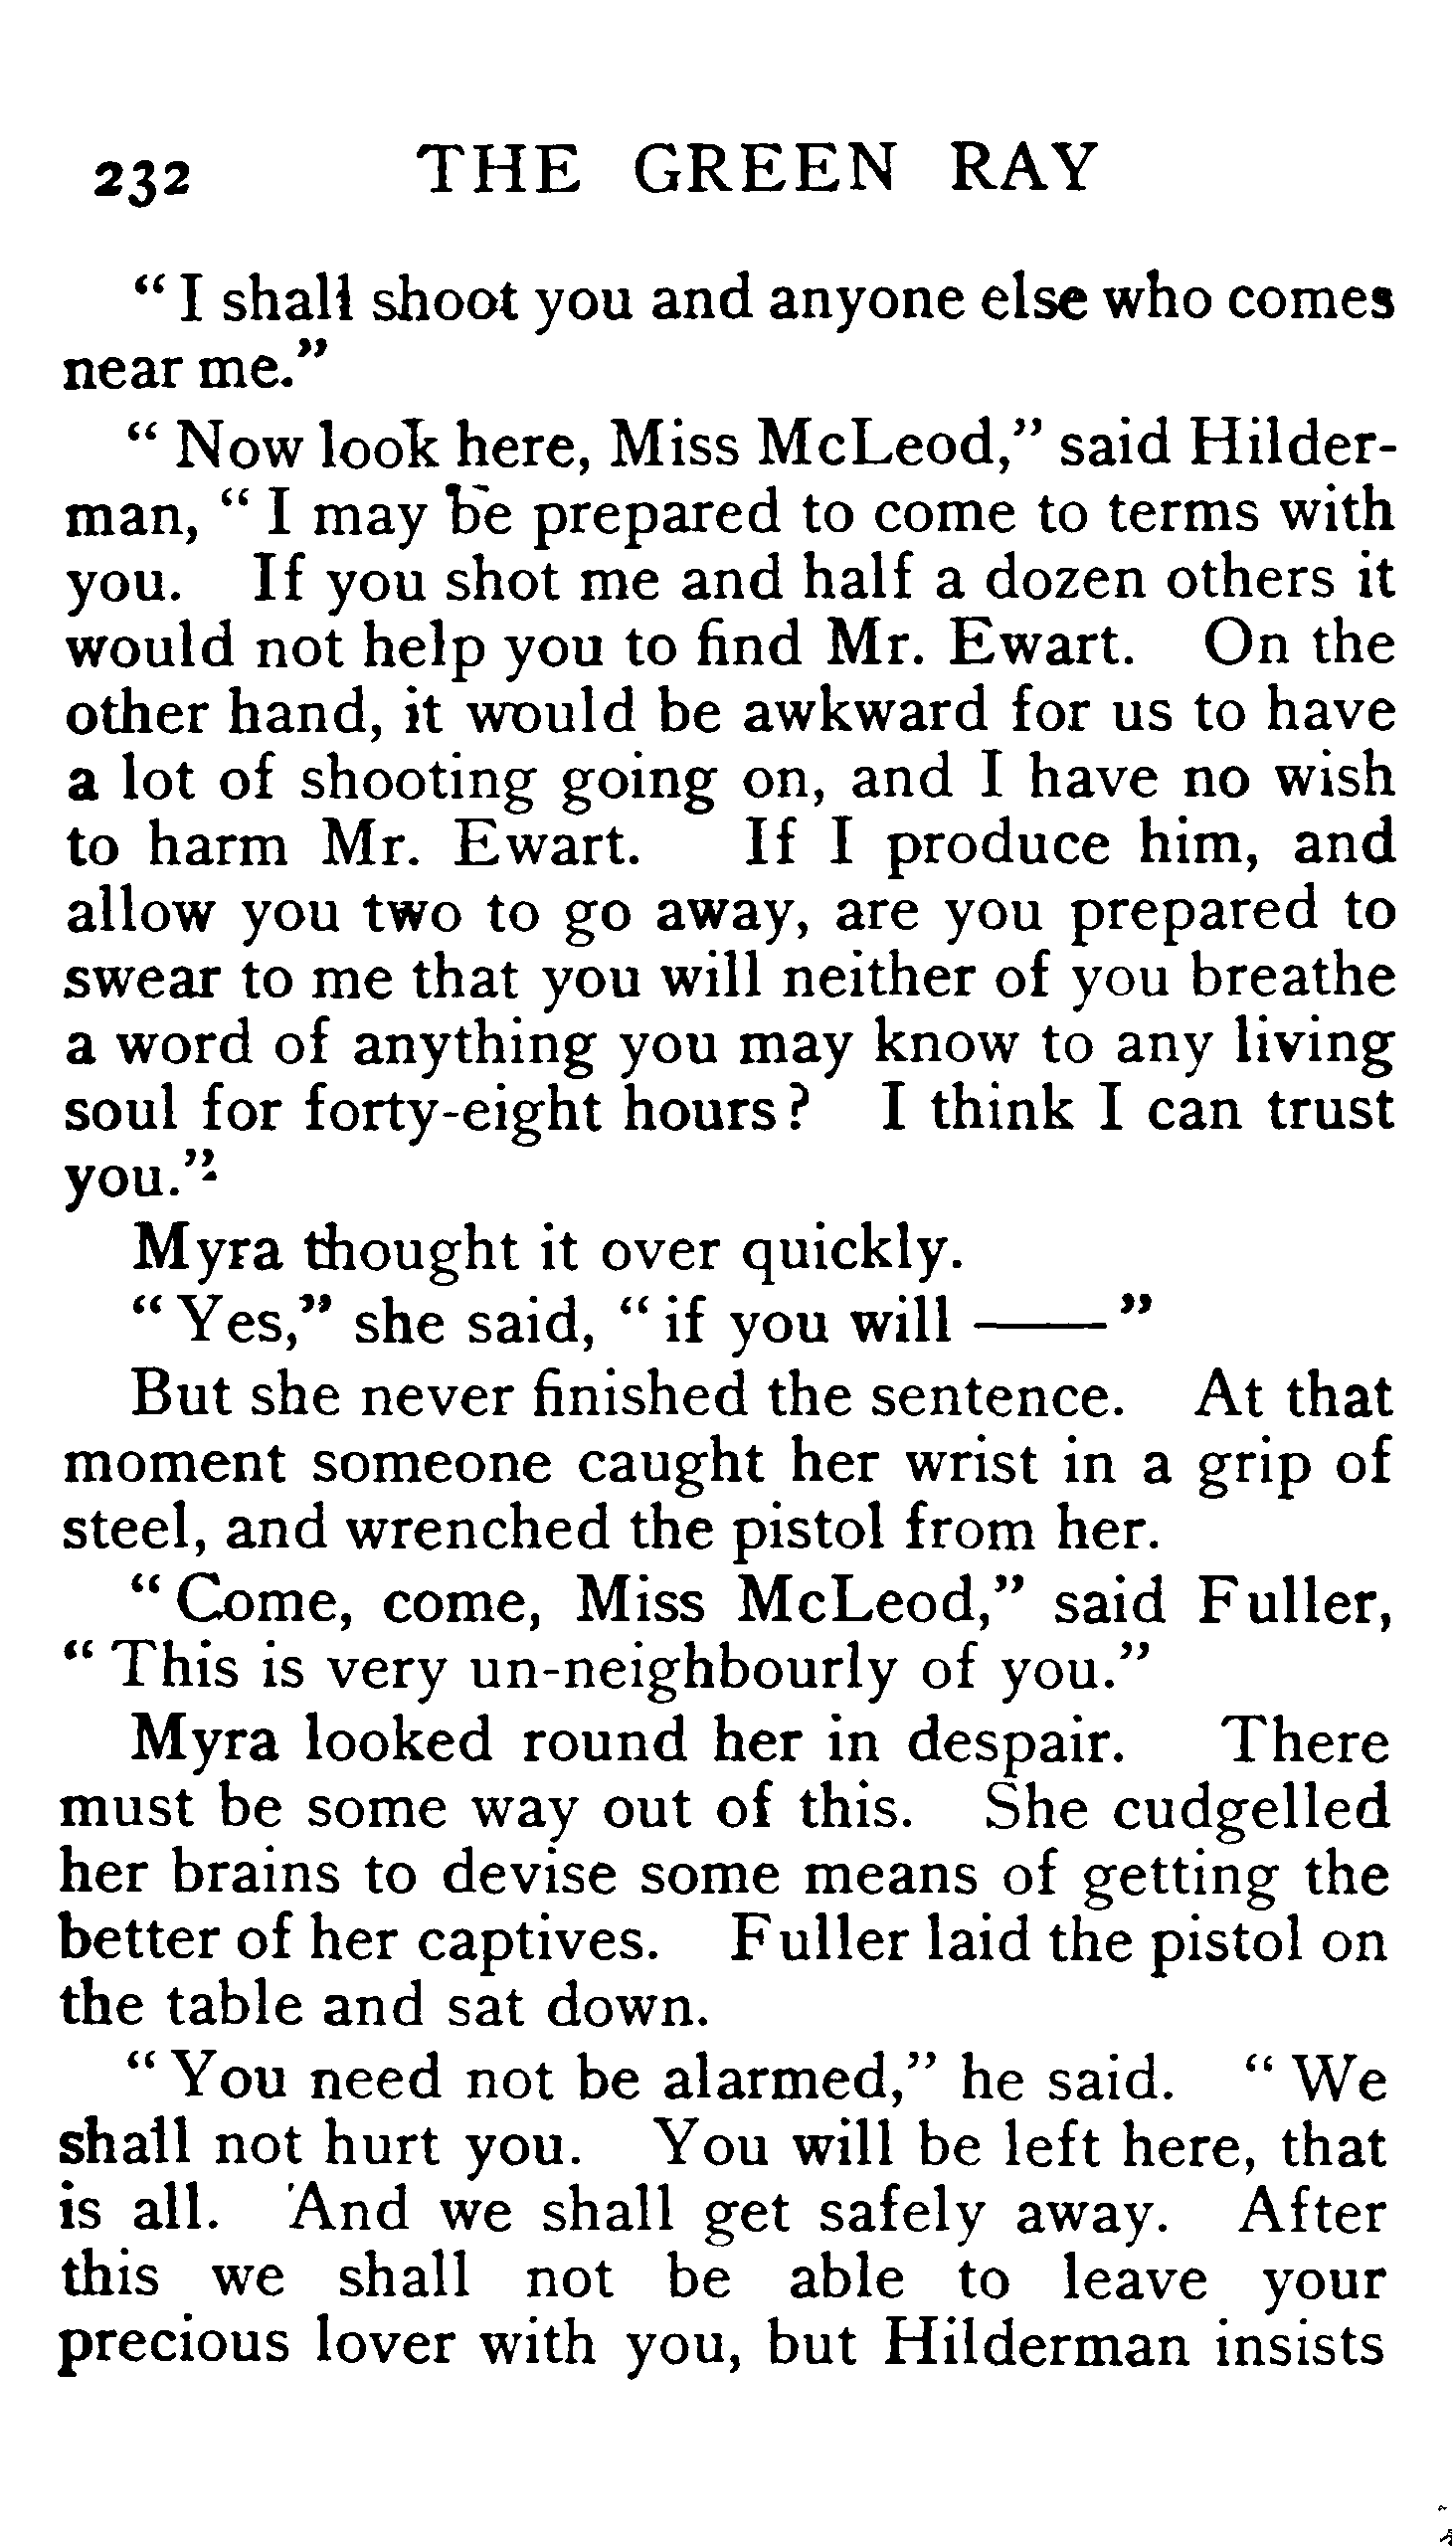 232 THE GREEN RAY
“I shall shoot you and anyone else who comes
near me.”
“Now look here, Miss McLeod,” said Hilder-
man, “I may be prepared to come to terms with
you. If you shot me and half a dozen others it
would not help you to find Mr. Ewart. On the
other hand, it would be awkward for us to have
a lot of shooting going on, and I have no wish
to harm Mr. Ewart. If I produce him, and
allow you two to go away, are you prepared to
swear to me that you will neither of you breathe
a word of anything you may know to any living
soul for forty-eight hours? I think I can trust
you.”
Myra thought it over quickly.
“Yes,” she said, “if you will ——”
But she never finished the sentence. At that
moment someone caught her wrist in a grip of
steel, and wrenched the pistol from her.
“Come, come, Miss McLeod,” said Fuller,
“This is very un-neighbourly of you.”
Myra looked round her in despair. There
must be some way out of this. She cudgelled
her brains to devise some means of getting the
better of her captives. Fuller laid the pistol on
the table and sat down.
“You need not be alarmed,” he said. “We
shall not hurt you. You will be left here, that
is all. And we shall get safely away. After
this we shall not be able to leave your
precious lover with you, but Hilderman insists